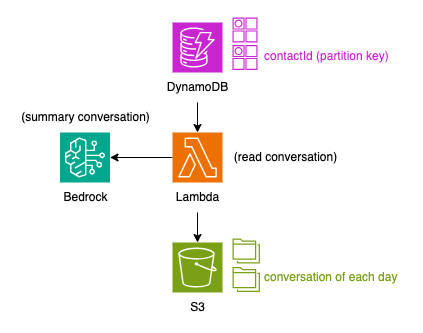 contactId (partition key)
DynamoDB
(summary conversation)
(read conversation)
Bedrock
Lambda
conversation of each day
S3